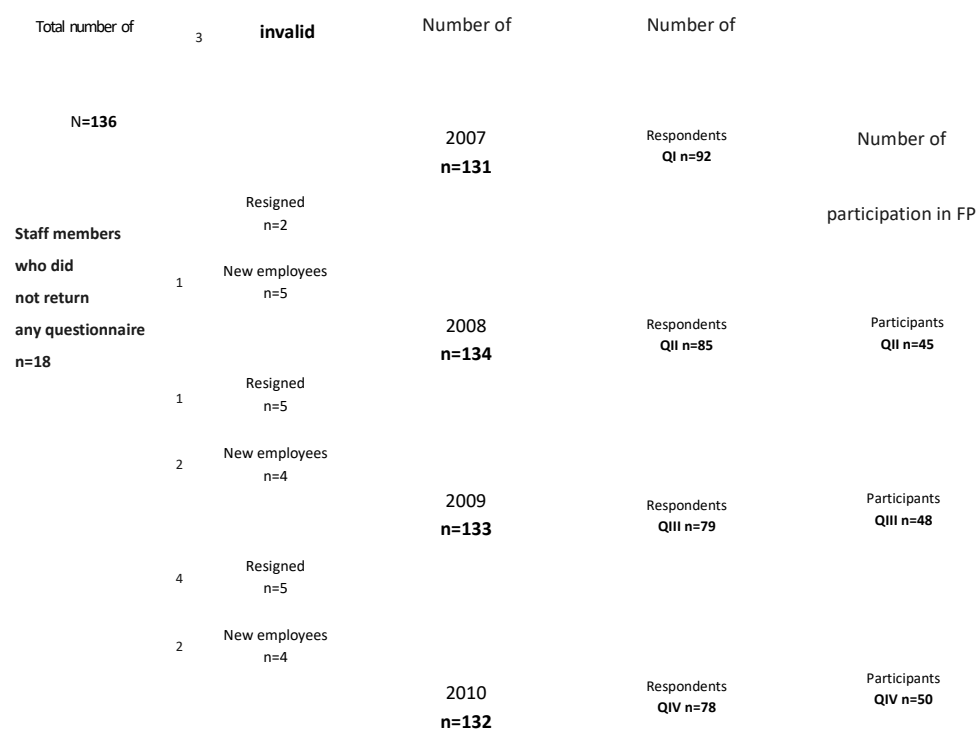 Total number of
3
invalid
Number of
Number of
N=136
2007
n=131
Respondents
QI n=92
Number of
participation in FP
Resigned
n=2
Staff members
who did
not return
any questionnaire
n=18
1
New employees
n=5
2008
n=134
Respondents
QII n=85
Participants
QII n=45
1
Resigned
n=5
2
New employees
n=4
2009
n=133
Respondents
QIII n=79
Participants
QIII n=48
4
Resigned
n=5
2
New employees
n=4
2010
n=132
Respondents
QIV n=78
Participants
QIV n=50